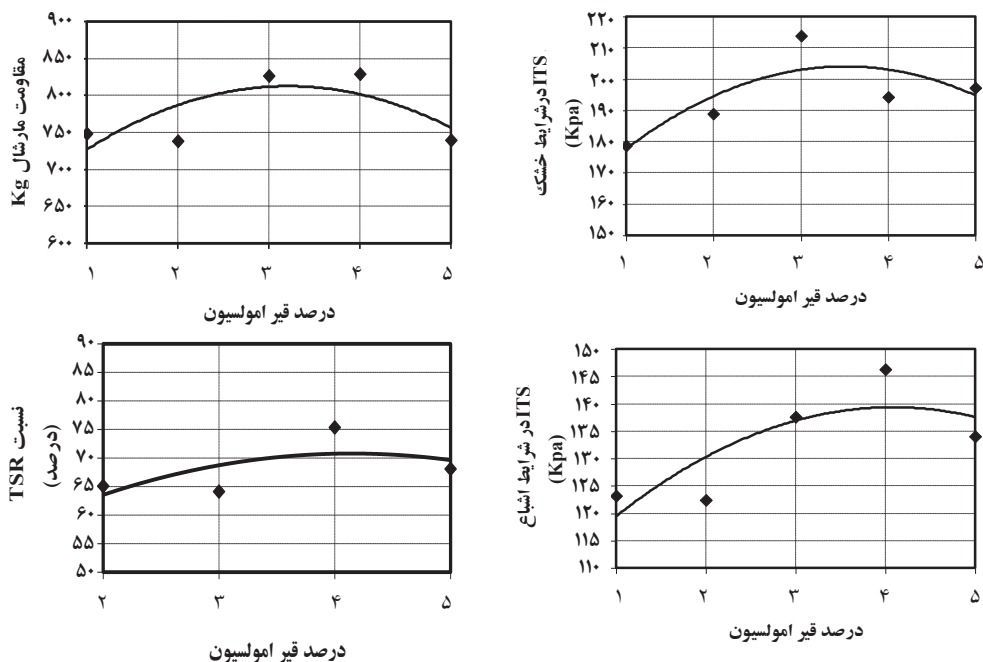 مقاومت مارشال Kg
۹۰۰
۸۵۰
۸۰۰
۷۵۰
۷۰۰
۶۵۰
۶۰۰
۱ ۲ ۳ ۴ ۵
درصد قیر امولسیون
ITS در شرایط خشک
(Kpa)
۲۲۰
۲۱۰
۲۰۰
۱۹۰
۱۸۰
۱۷۰
۱۶۰
۱۵۰
۱ ۲ ۳ ۴ ۵
درصد قیر امولسیون
نسبت TSR
(درصد)
۹۰
۸۵
۸۰
۷۵
۷۰
۶۵
۶۰
۵۵
۵۰
۲ ۳ ۴ ۵
درصد قیر امولسیون
ITS در شرایط اشباع
(Kpa)
۱۵۰
۱۴۵
۱۴۰
۱۳۵
۱۳۰
۱۲۵
۱۲۰
۱۱۵
۱۱۰
۱ ۲ ۳ ۴ ۵
درصد قیر امولسیون